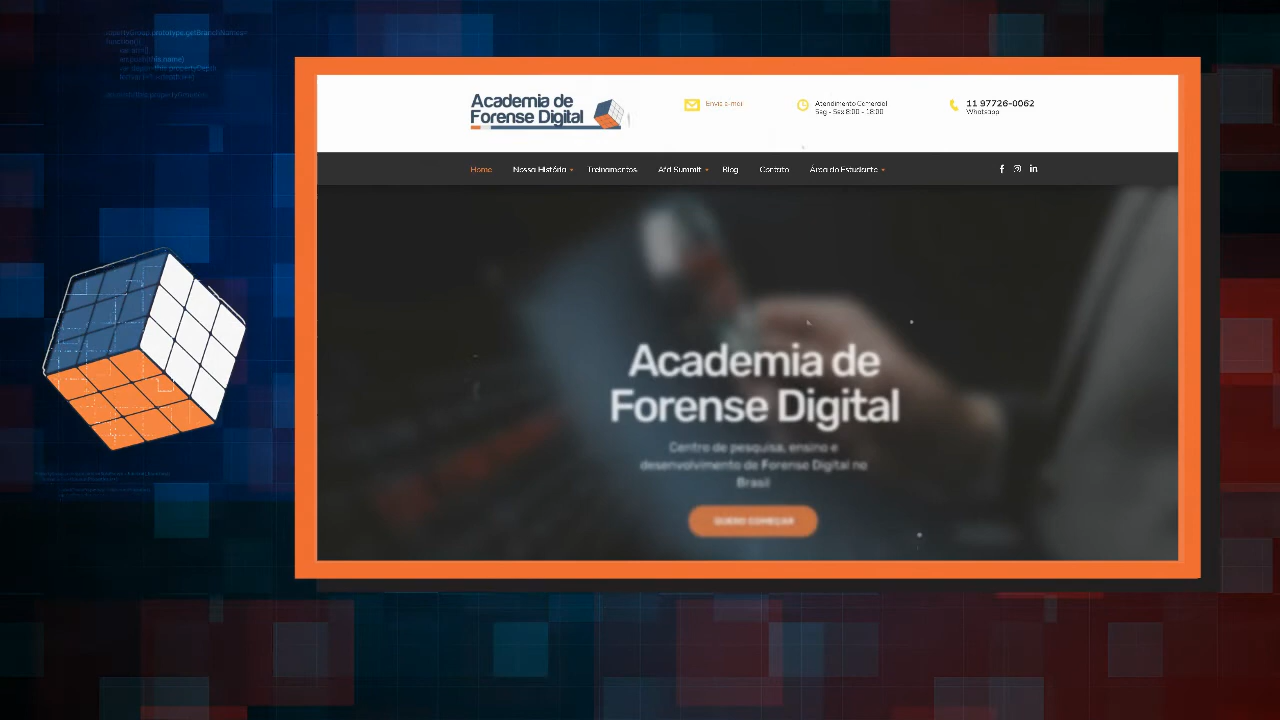 Academia de
Forense Digital
Envie e-mail
Atendimento Comercial
Seg - Sex 8:00 - 18:00
11 97726-0062
Whatsapp
Home
Nossa História
Treinamentos
Afd Summit
Blog
Contato
Área do Estudante
Academia de
Forense Digital
Centro de pesquisa, ensino e
desenvolvimento de Forense Digital no
Brasil
QUERO COMEÇAR